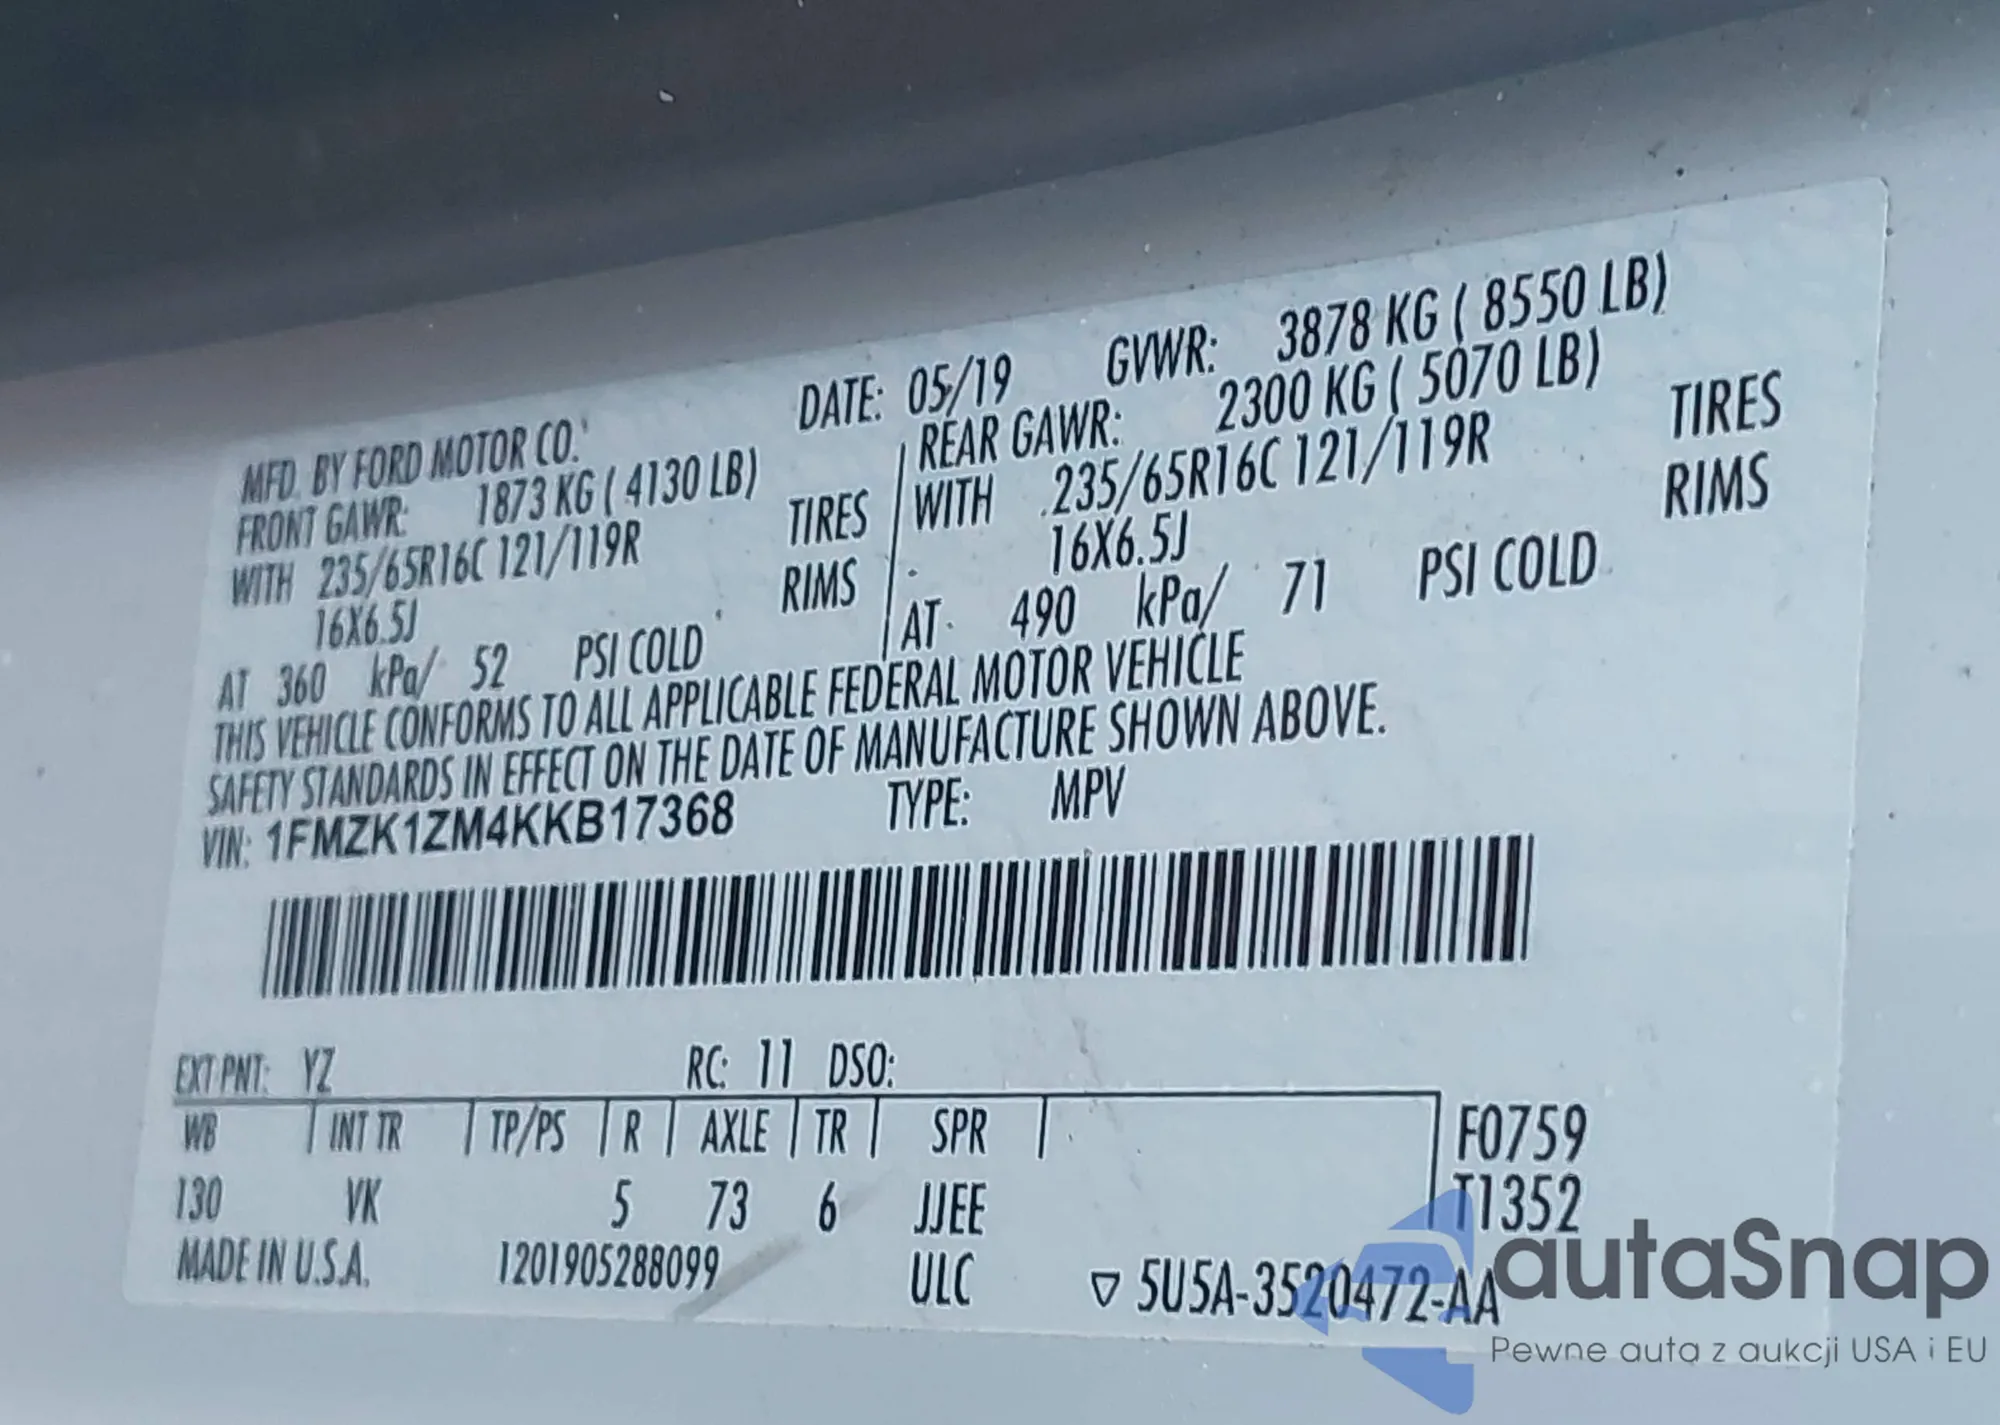 MFD. BY FORD MOTOR CO. DATE: 05/19 GVWR: 3878 KG ( 8550 LB)
FRONT GAWR: 1873 KG ( 4130 LB) REAR GAWR: 2300 KG ( 5070 LB)
WITH 235/65R16C 121/119R TIRES WITH 235/65R16C 121/119R TIRES
16X6.5J RIMS 16X6.5J RIMS
AT 360 kPa/ 52 PSI COLD AT 490 kPa/ 71 PSI COLD
THIS VEHICLE CONFORMS TO ALL APPLICABLE FEDERAL MOTOR VEHICLE
SAFETY STANDARDS IN EFFECT ON THE DATE OF MANUFACTURE SHOWN ABOVE.
VIN: 1FMZK1ZM4KKB17368 TYPE: MPV
EXT PNT: YZ RC: 11 DSO:
WB INT TR TP/PS R AXLE TR SPR F0759
130 VK 5 73 6 JJEE T1352
MADE IN U.S.A. 1201905288099 ULC ▽ 5U5A-3520472-AA
autaSnap
Pewne auta z aukcji USA i EU